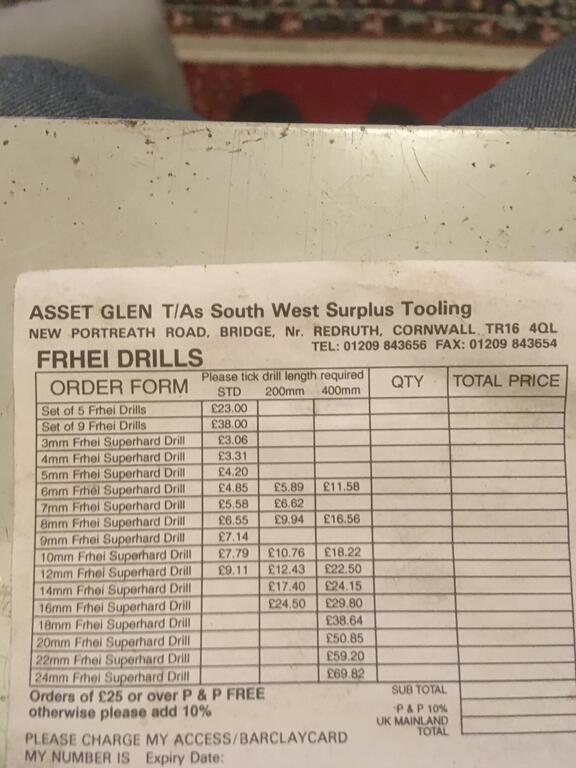 ASSET GLEN T/As South West Surplus Tooling
NEW PORTREATH ROAD, BRIDGE, Nr. REDRUTH, CORNWALL TR16 4QL
TEL: 01209 843656 FAX: 01209 843654
FRHEI DRILLS
ORDER FORM Please tick drill length required QTY TOTAL PRICE
STD 200mm 400mm
Set of 5 Frhei Drills £23.00
Set of 9 Frhei Drills £38.00
3mm Frhei Superhard Drill £3.06
4mm Frhei Superhard Drill £3.31
5mm Frhei Superhard Drill £4.20
6mm Frhei Superhard Drill £4.85 £5.89 £11.58
7mm Frhei Superhard Drill £5.58 £6.62
8mm Frhei Superhard Drill £6.55 £9.94 £16.56
9mm Frhei Superhard Drill £7.14
10mm Frhei Superhard Drill £7.79 £10.76 £18.22
12mm Frhei Superhard Drill £9.11 £12.43 £22.50
14mm Frhei Superhard Drill £17.40 £24.15
16mm Frhei Superhard Drill £24.50 £29.80
18mm Frhei Superhard Drill £38.64
20mm Frhei Superhard Drill £50.85
22mm Frhei Superhard Drill £59.20
24mm Frhei Superhard Drill £69.82
Orders of £25 or over P & P FREE
otherwise please add 10%
SUB TOTAL
P & P 10%
UK MAINLAND
TOTAL
PLEASE CHARGE MY ACCESS/BARCLAYCARD
MY NUMBER IS Expiry Date: